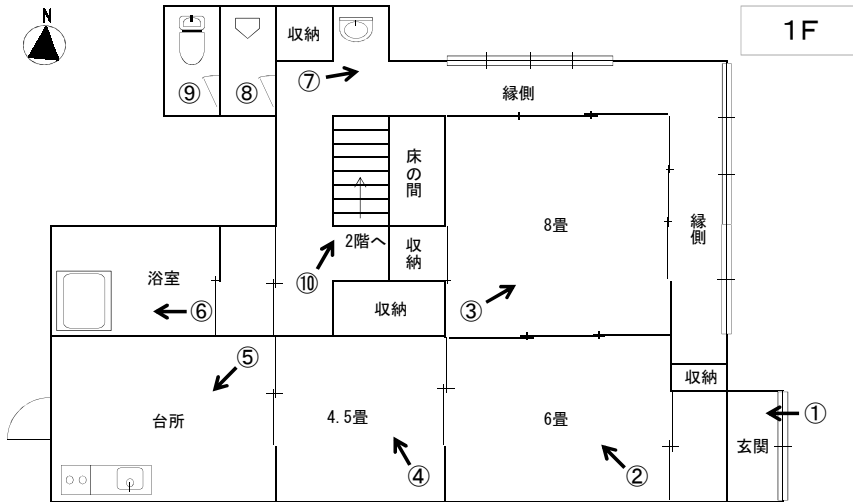 N
1F
収納
⑨
⑧
⑦
縁側
床の間
8畳
縁側
2階へ
収納
浴室
⑩
⑥
③
収納
⑤
収納
台所
4.5畳
6畳
①
玄関
④
②